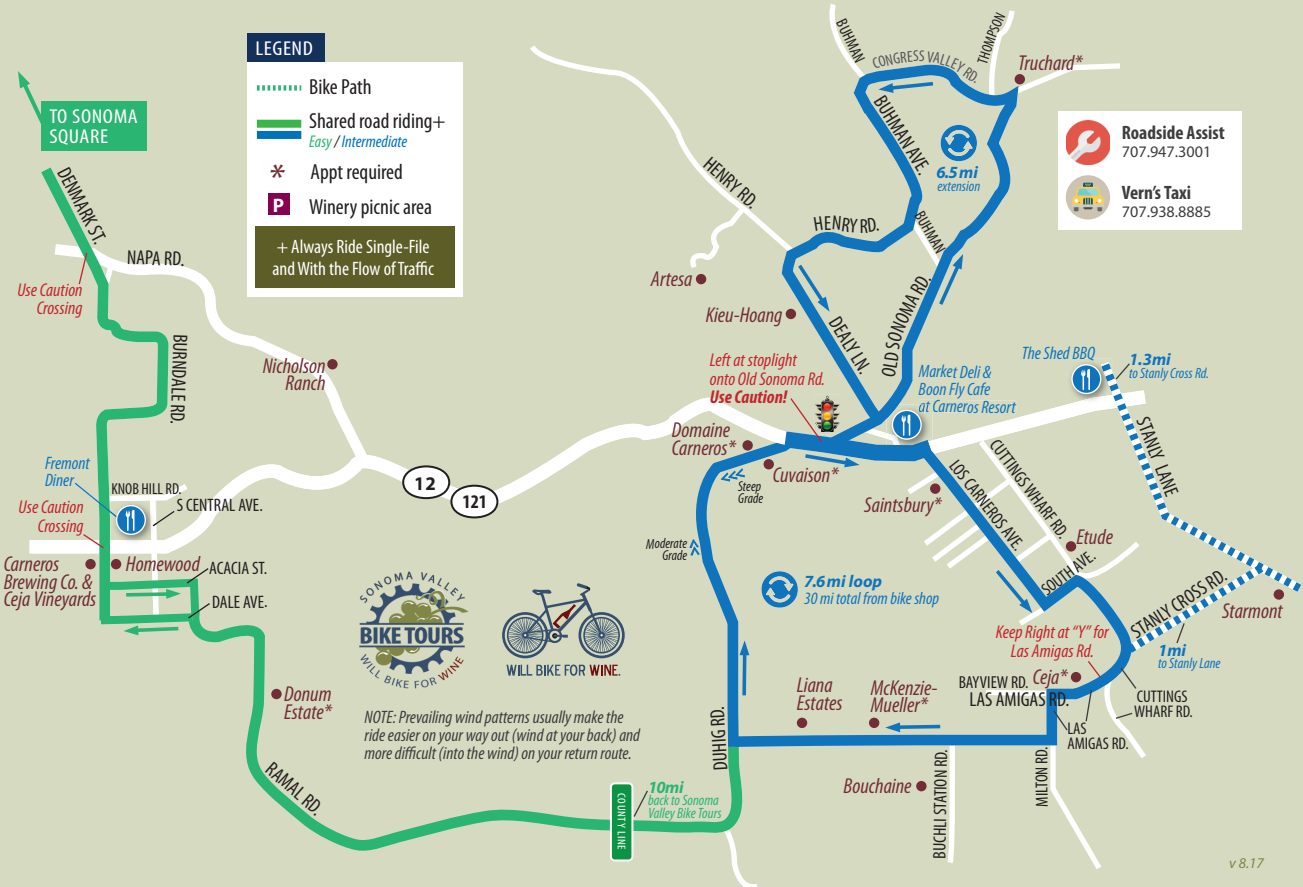 LEGEND
Bike Path
Shared road riding+
Easy / Intermediate
* Appt required
P Winery picnic area
+ Always Ride Single-File
and With the Flow of Traffic
TO SONOMA
SQUARE
DENMARK ST.
NAPA RD.
Use Caution
Crossing
BURNDALE RD.
Nicholson
Ranch
Fremont
Diner
KNOB HILL RD.
S CENTRAL AVE.
Use Caution
Crossing
Carneros
Brewing Co. &
Ceja Vineyards
Homewood
ACACIA ST.
DALE AVE.
Donum
Estate*
RAMAL RD.
12
121
SONOMA VALLEY
BIKE TOURS
WILL BIKE FOR WINE
WILL BIKE FOR WINE.
NOTE: Prevailing wind patterns usually make the
ride easier on your way out (wind at your back) and
more difficult (into the wind) on your return route.
COUNTY LINE
10mi
back to Sonoma
Valley Bike Tours
DUHIG RD.
BUHMAN
CONGRESS VALLEY RD.
THOMPSON
Truchard*
BUHMAN AVE.
6.5 mi
extension
HENRY RD.
HENRY RD.
BUHMAN
Artesa
Kieu-Hoang
DEALY LN.
OLD SONOMA RD.
Roadside Assist
707.947.3001
TAXI
Vern's Taxi
707.938.8885
Left at stoplight
onto Old Sonoma Rd.
Use Caution!
Market Deli &
Boon Fly Cafe
at Carneros Resort
The Shed BBQ
1.3mi
to Stanly Cross Rd.
STANLY LANE
Domaine
Carneros*
Cuvaison*
Steep
Grade
Moderate
Grade
Saintsbury*
LOS CARNEROS AVE.
CUTTINGS WHARF RD.
Etude
SOUTH AVE.
7.6 mi loop
30 mi total from bike shop
STANLY CROSS RD.
Starmont
1mi
to Stanly Lane
Keep Right at "Y" for
Las Amigas Rd.
Ceja*
BAYVIEW RD.
LAS AMIGAS RD.
CUTTINGS
WHARF RD.
LAS
AMIGAS RD.
Liana
Estates
McKenzie-
Mueller*
Bouchaine
BUCHLI STATION RD.
MILTON RD.
v 8.17